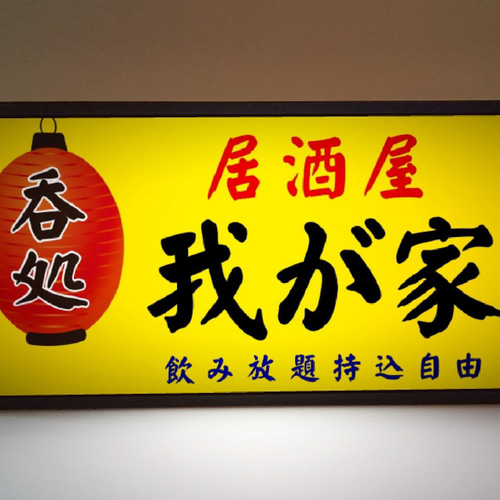 呑処
居酒屋
我が家
飲み放題持込自由